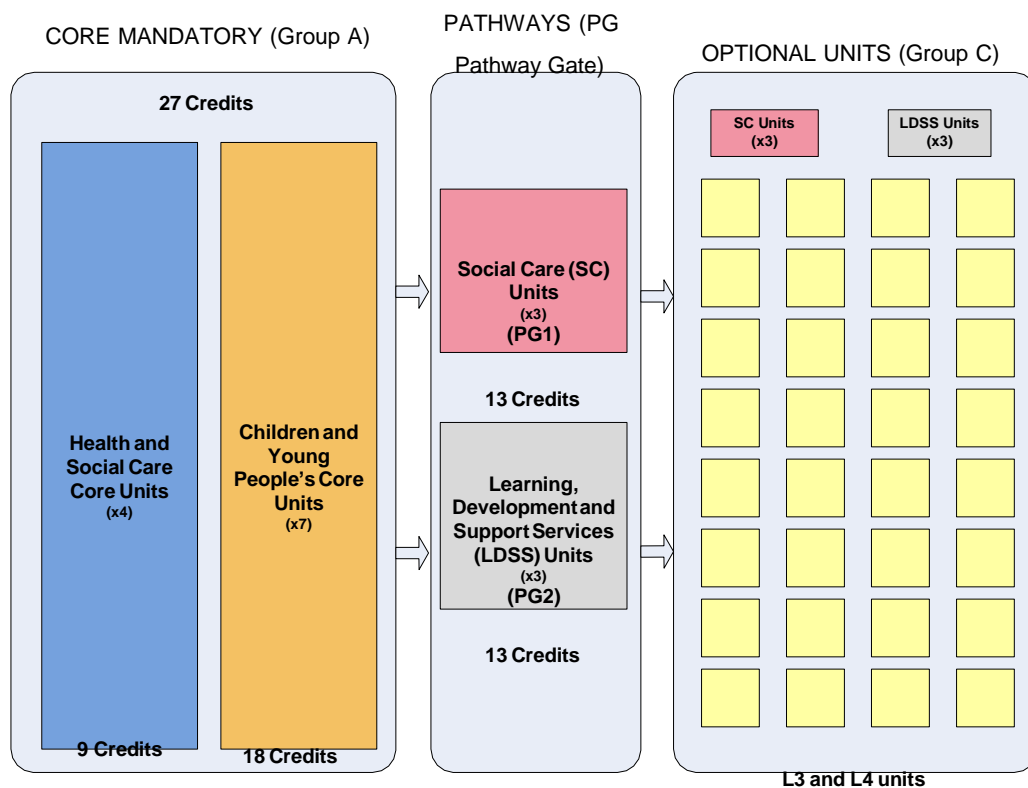 CORE MANDATORY (Group A)
27 Credits
Health and
Social Care
Core Units
(x4)
9 Credits
Children and
Young
People's Core
Units
(x7)
18 Credits
PATHWAYS (PG
Pathway Gate)
Social Care (SC)
Units
(x3)
(PG1)
13 Credits
Learning,
Development and
Support Services
(LDSS) Units
(x3)
(PG2)
13 Credits
OPTIONAL UNITS (Group C)
SC Units
(x3)
LDSS Units
(x3)
L3 and L4 units